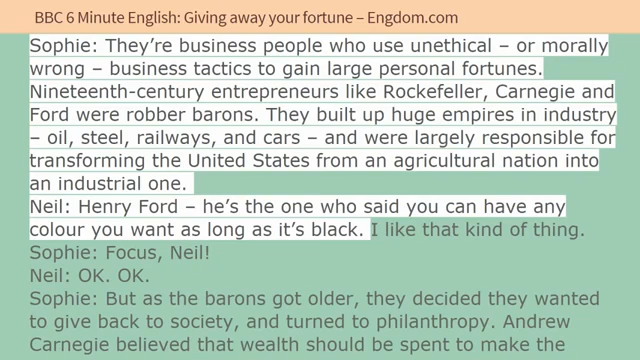 BBC 6 Minute English: Giving away your fortune – Engdom.com
Sophie: They’re business people who use unethical – or morally
wrong – business tactics to gain large personal fortunes.
Nineteenth-century entrepreneurs like Rockefeller, Carnegie and
Ford were robber barons. They built up huge empires in industry
– oil, steel, railways, and cars – and were largely responsible for
transforming the United States from an agricultural nation into
an industrial one.
Neil: Henry Ford – he’s the one who said you can have any
colour you want as long as it’s black. I like that kind of thing.
Sophie: Focus, Neil!
Neil: OK. OK.
Sophie: But as the barons got older, they decided they wanted
to give back to society, and turned to philanthropy. Andrew
Carnegie believed that wealth should be spent to make the